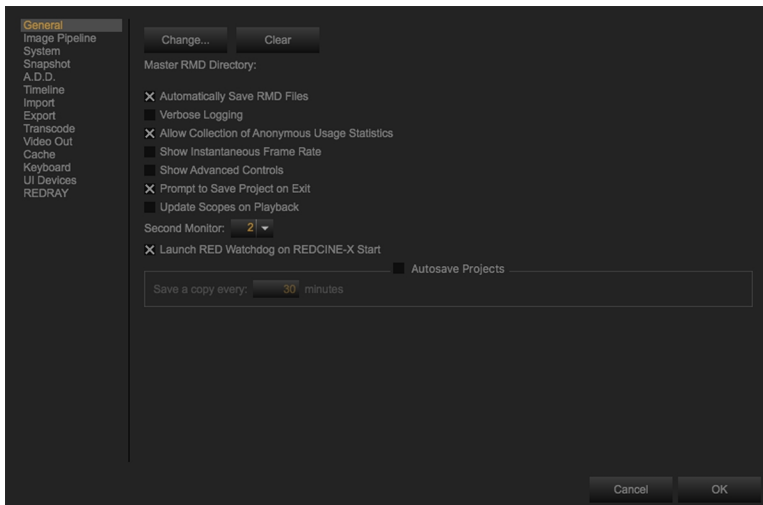 General
Image Pipeline
System
Snapshot
A.D.D.
Timeline
Import
Export
Transcode
Video Out
Cache
Keyboard
UI Devices
REDRAY
Change... Clear
Master RMD Directory:
Automatically Save RMD Files
Verbose Logging
Allow Collection of Anonymous Usage Statistics
Show Instantaneous Frame Rate
Show Advanced Controls
Prompt to Save Project on Exit
Update Scopes on Playback
Second Monitor: 2
Launch RED Watchdog on REDCINE-X Start
Autosave Projects
Save a copy every: 30 minutes
Cancel OK